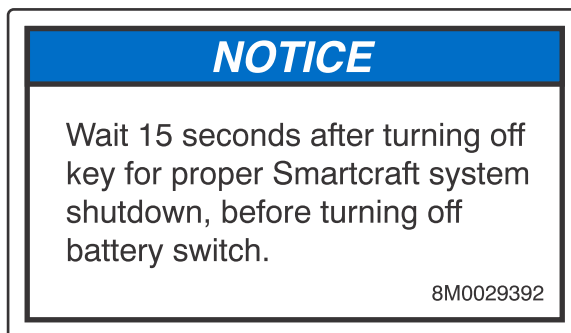 NOTICE
Wait 15 seconds after turning off
key for proper Smartcraft system
shutdown, before turning off
battery switch.
8M0029392